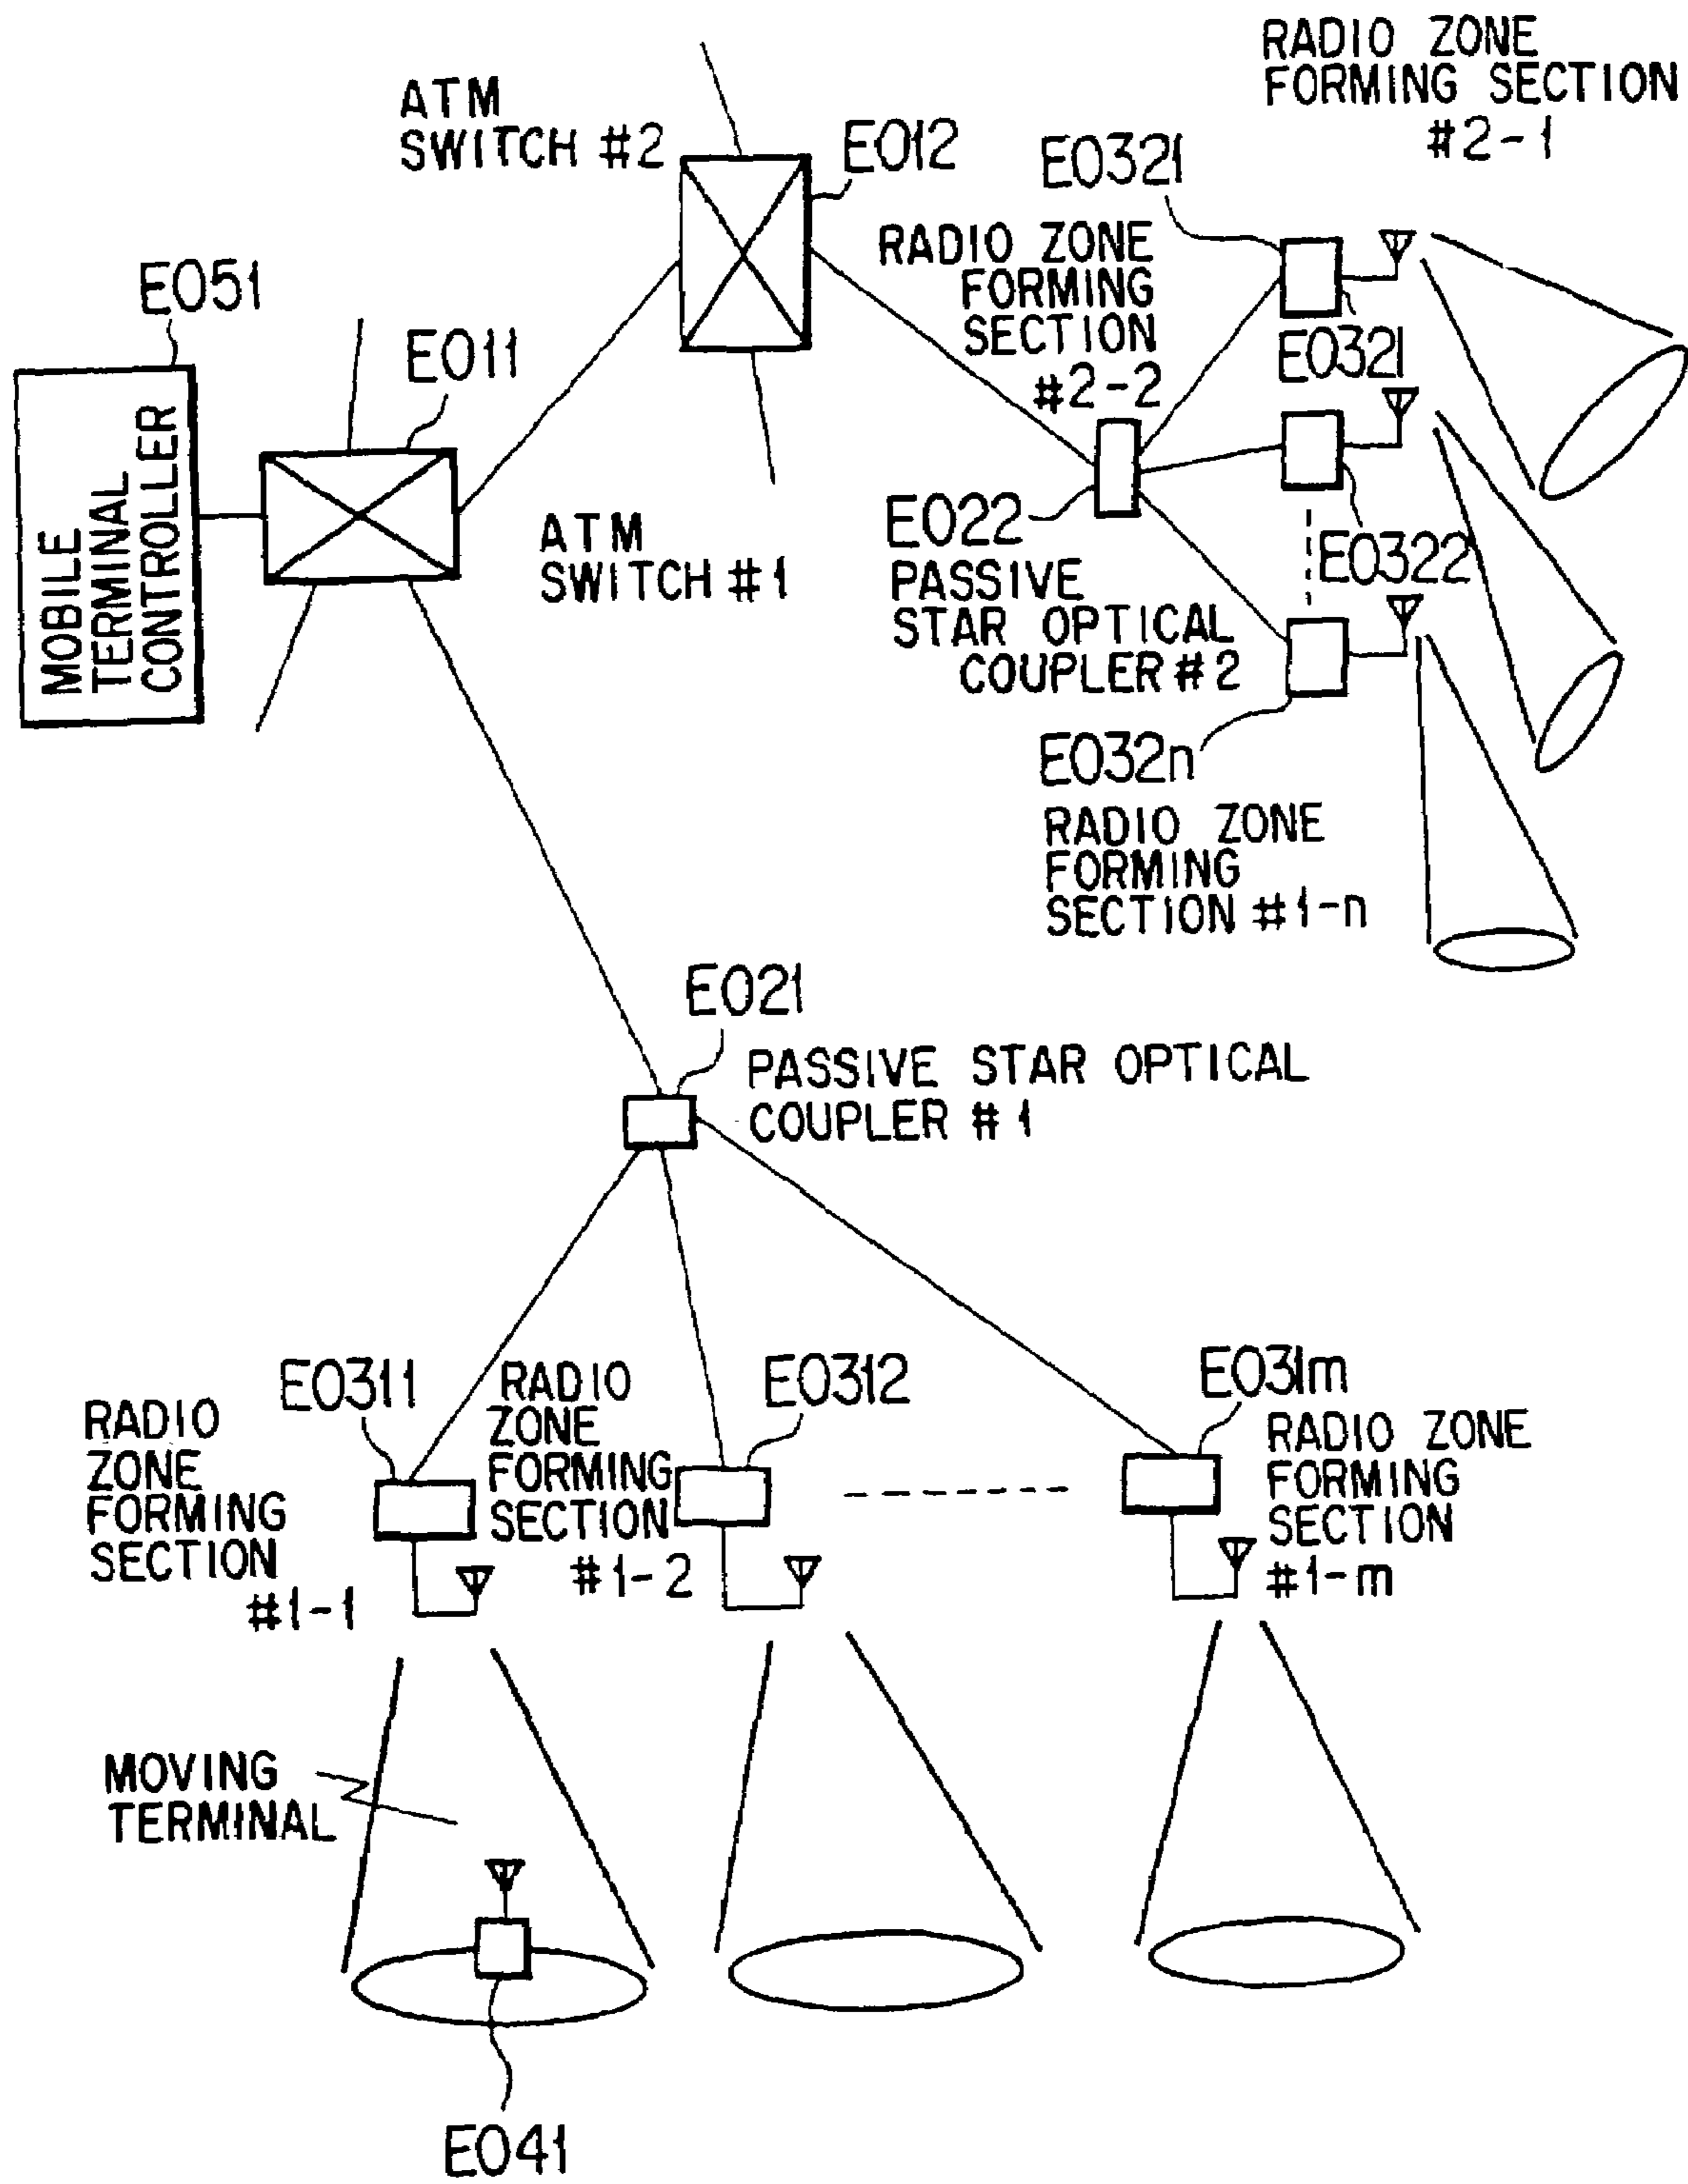 RADIO ZONE
FORMING SECTION
#2-1
ATM
SWITCH #2
E012
E0321
RADIO ZONE
FORMING
SECTION
#2-2
E051
E011
E0321
MOBILE
TERMINAL
CONTROLLER
ATM
SWITCH #1
E022
PASSIVE
STAR OPTICAL
COUPLER #2
E0322
E032n
RADIO ZONE
FORMING
SECTION #1-n
E021
PASSIVE STAR OPTICAL
COUPLER #1
E0311
RADIO
ZONE
FORMING
SECTION
#1-1
RADIO
ZONE
FORMING
SECTION
#1-2
E0312
E031m
RADIO ZONE
FORMING
SECTION
#1-m
MOVING
TERMINAL
E041